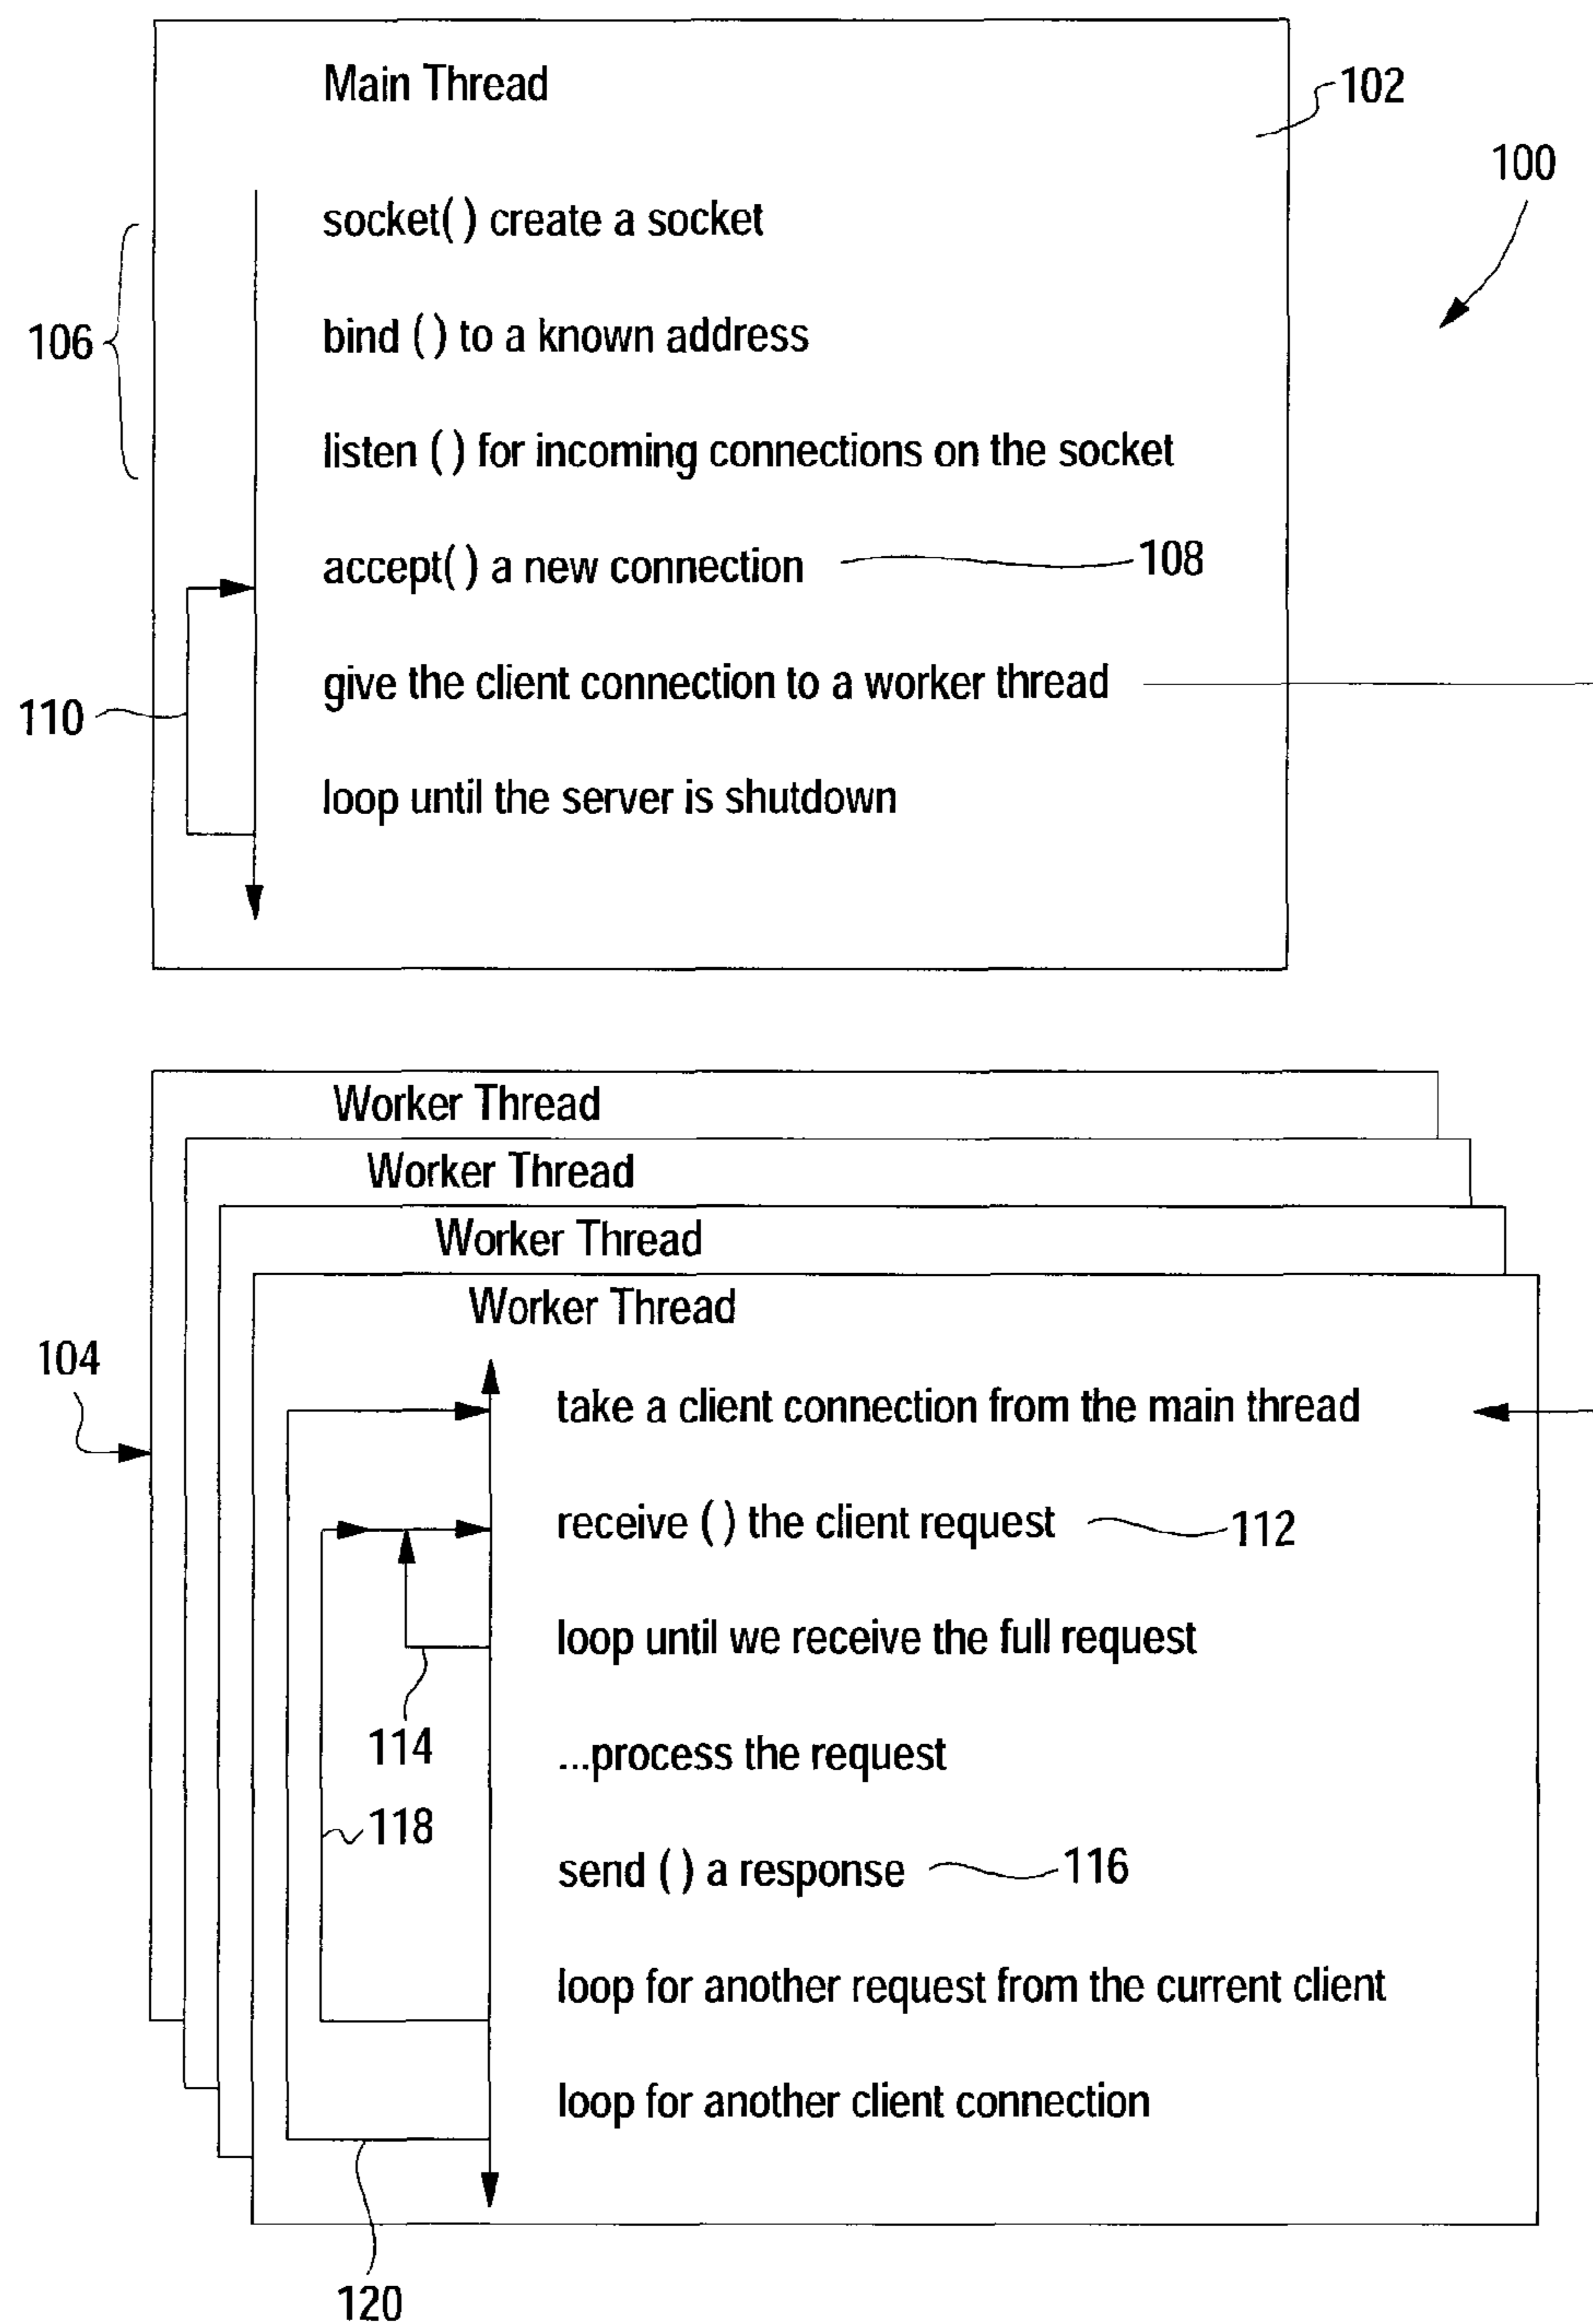 Main Thread
102
100
socket( ) create a socket
106
bind ( ) to a known address
listen ( ) for incoming connections on the socket
accept( ) a new connection
108
give the client connection to a worker thread
110
loop until the server is shutdown
Worker Thread
Worker Thread
Worker Thread
Worker Thread
104
take a client connection from the main thread
receive ( ) the client request
112
loop until we receive the full request
114
...process the request
118
send ( ) a response
116
loop for another request from the current client
loop for another client connection
120